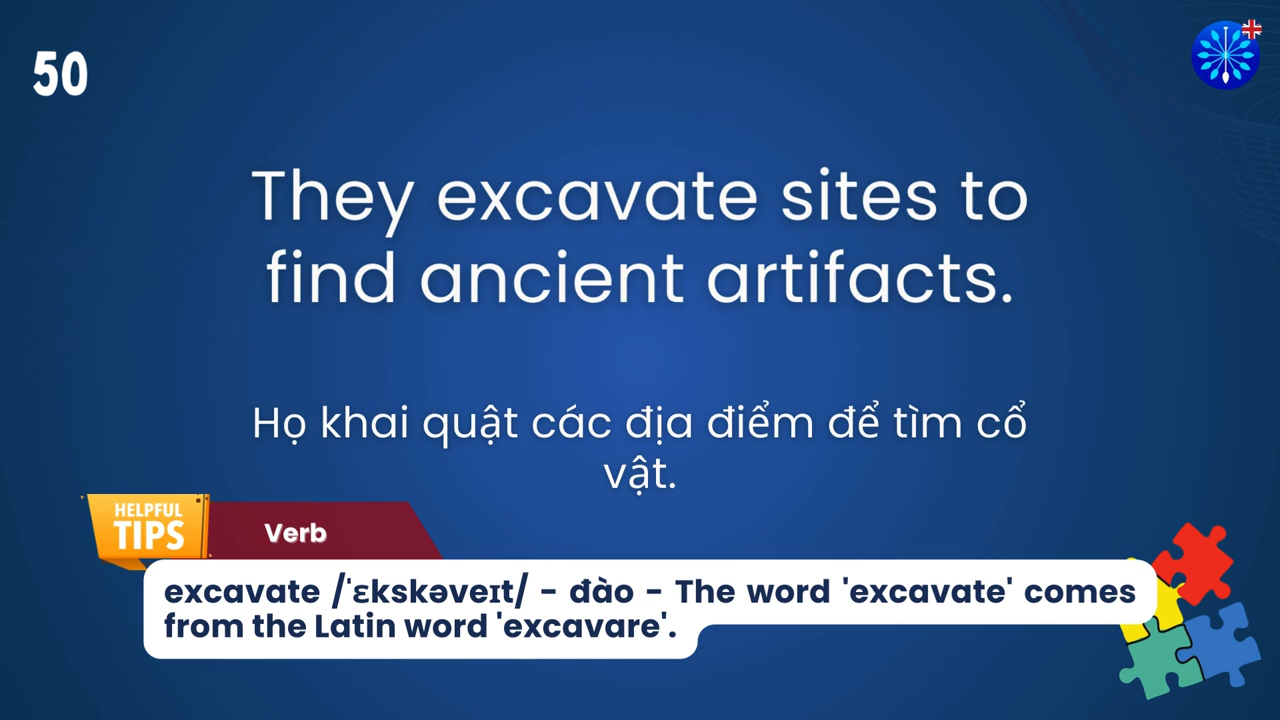 50
They excavate sites to
find ancient artifacts.
Họ khai quật các địa điểm để tìm cổ
vật.
HELPFUL
TIPS
Verb
excavate /ˈɛkskəveɪt/ - đào - The word 'excavate' comes
from the Latin word 'excavare'.